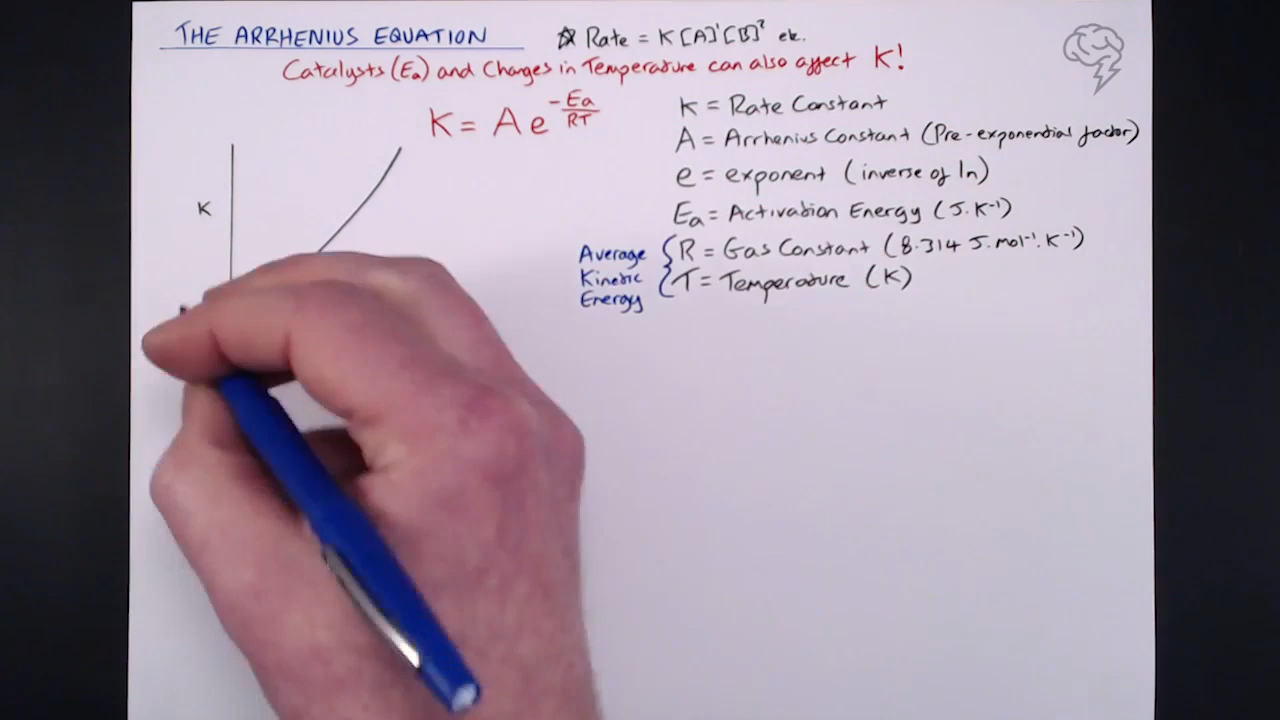 THE ARRHENIUS EQUATION
☆ Rate = K [A]¹ [B]² etc.
Catalysts (Ea) and Changes in Temperature can also affect K!
K = A e^(-Ea/RT)
K = Rate Constant
A = Arrhenius Constant (Pre-exponential factor)
e = exponent (inverse of ln)
Ea = Activation Energy (J.K⁻¹)
Average
Kinetic
Energy
R = Gas Constant (8.314 J.mol⁻¹.K⁻¹)
T = Temperature (K)
K